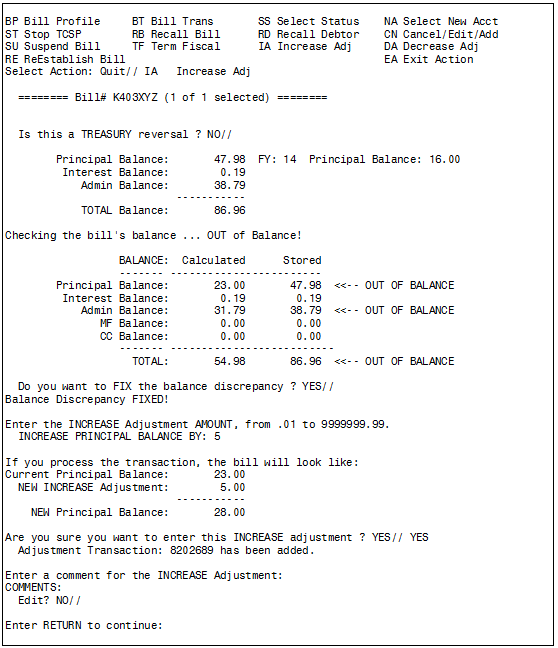 BP Bill Profile     BT Bill Trans       SS Select Status    NA Select New Acct
ST Stop TCSP        RB Recall Bill      RD Recall Debtor    CN Cancel/Edit/Add
SU Suspend Bill     TF Term Fiscal      IA Increase Adj     DA Decrease Adj
RE ReEstablish Bill                                         EA Exit Action
Select Action: Quit// IA   Increase Adj
======== Bill# K403XYZ (1 of 1 selected) ========
Is this a TREASURY reversal ? NO//
Principal Balance:       47.98  FY: 14  Principal Balance: 16.00
Interest Balance:        0.19
Admin Balance:       38.79
-----------
TOTAL Balance:       86.96
Checking the bill's balance ... OUT of Balance!
BALANCE:  Calculated      Stored
------- ------------------------
Principal Balance:       23.00       47.98  <<-- OUT OF BALANCE
Interest Balance:        0.19        0.19
Admin Balance:       31.79       38.79  <<-- OUT OF BALANCE
MF Balance:        0.00        0.00
CC Balance:        0.00        0.00
------- --------------------------
TOTAL:       54.98       86.96  <<-- OUT OF BALANCE
Do you want to FIX the balance discrepancy ? YES//
Balance Discrepancy FIXED!
Enter the INCREASE Adjustment AMOUNT, from .01 to 9999999.99.
INCREASE PRINCIPAL BALANCE BY: 5
If you process the transaction, the bill will look like:
Current Principal Balance:       23.00
NEW INCREASE Adjustment:        5.00
-----------
NEW Principal Balance:       28.00
Are you sure you want to enter this INCREASE adjustment ? YES// YES
Adjustment Transaction: 8202689 has been added.
Enter a comment for the INCREASE Adjustment:
COMMENTS:
Edit? NO//
Enter RETURN to continue: